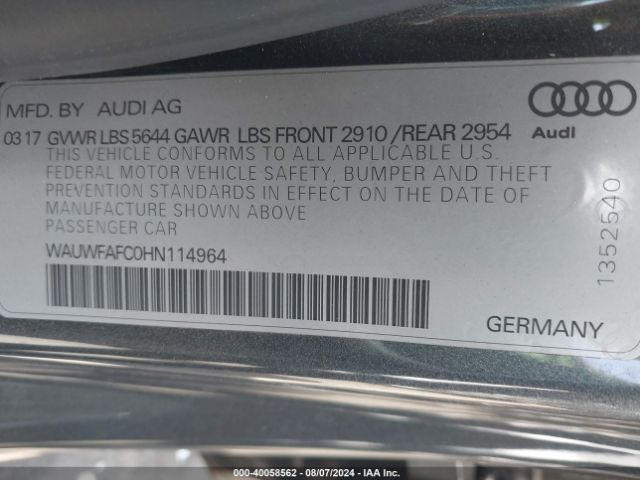 MFD. BY AUDI AG
Audi
03 17 GVWR LBS 5644 GAWR LBS FRONT 2910 /REAR 2954
THIS VEHICLE CONFORMS TO ALL APPLICABLE U.S.
FEDERAL MOTOR VEHICLE SAFETY, BUMPER AND THEFT
PREVENTION STANDARDS IN EFFECT ON THE DATE OF
MANUFACTURE SHOWN ABOVE
PASSENGER CAR
WAUWFAFC0HN114964
1352540
GERMANY
000-40058562 - 08/07/2024 - IAA Inc.